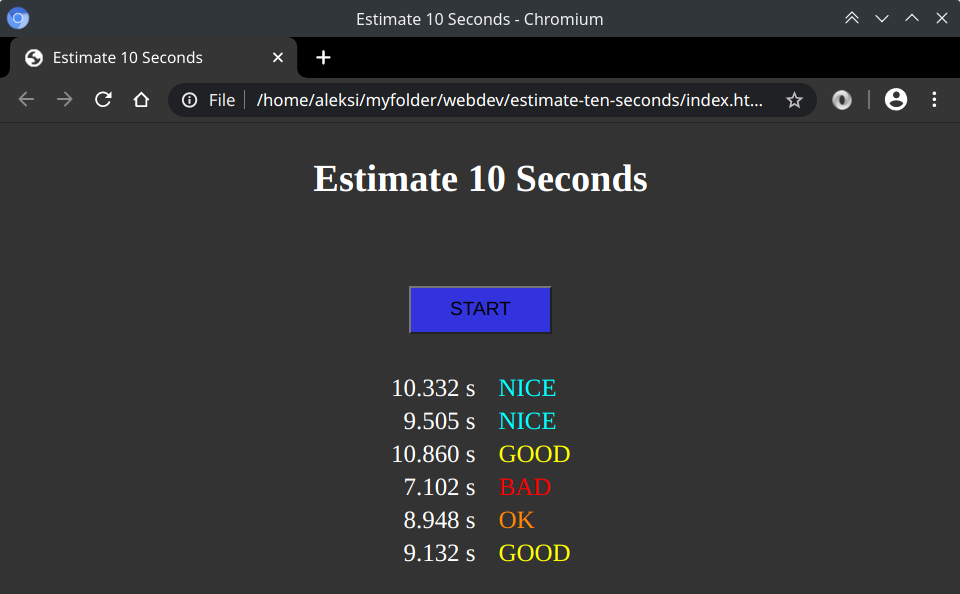 Estimate 10 Seconds - Chromium
Estimate 10 Seconds
File /home/aleksi/myfolder/webdev/estimate-ten-seconds/index.ht...
Estimate 10 Seconds
START
10.332 s NICE
9.505 s NICE
10.860 s GOOD
7.102 s BAD
8.948 s OK
9.132 s GOOD